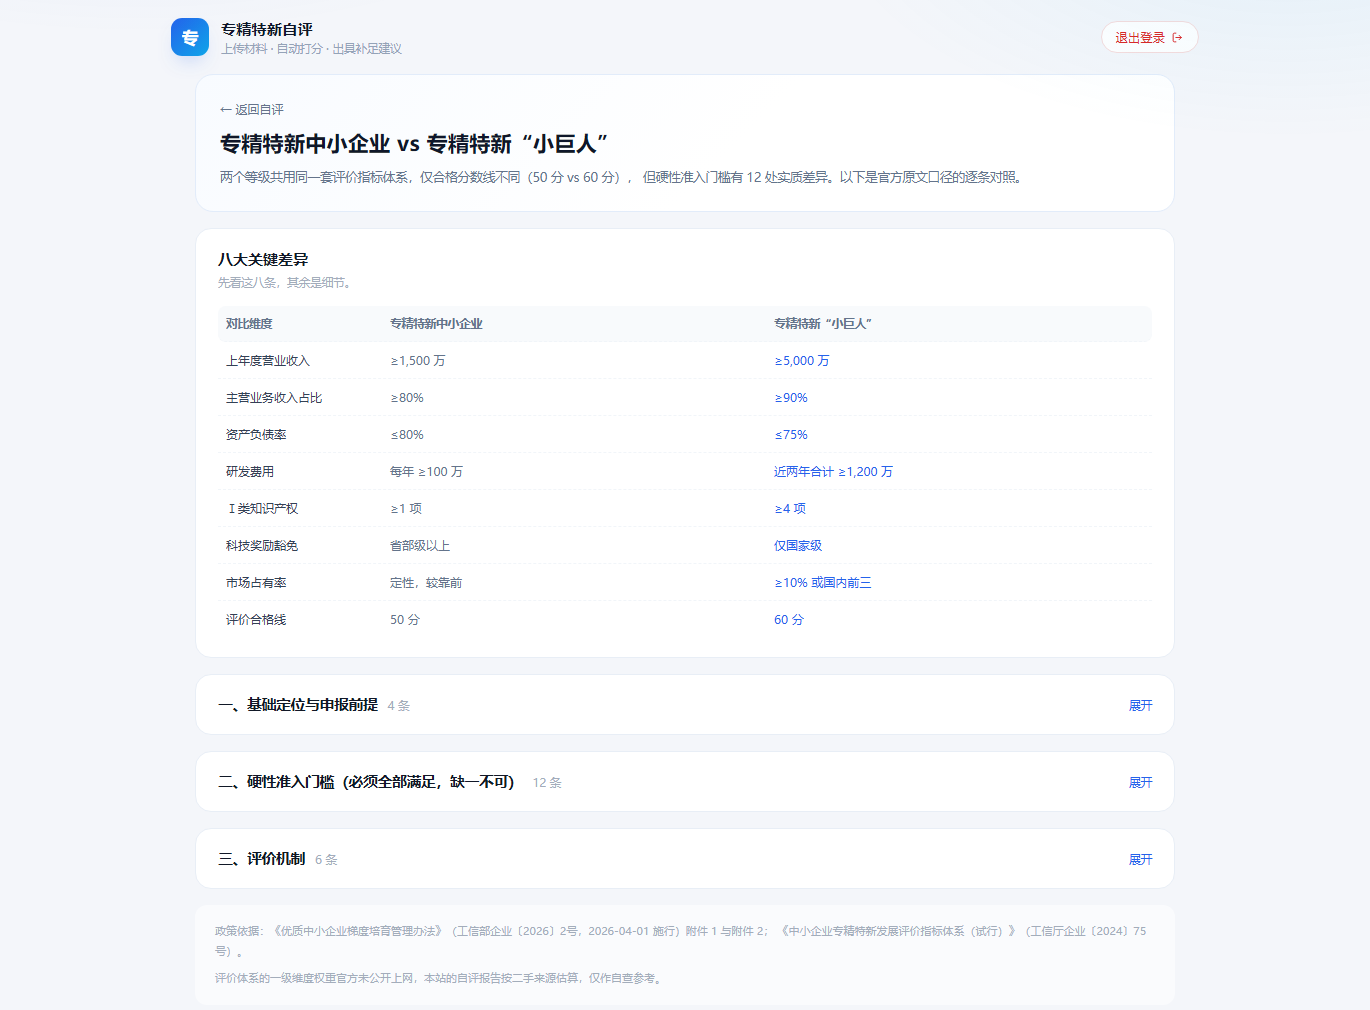 专
专精特新自评
上传材料 · 自动打分 · 出具补足建议
退出登录
← 返回自评
专精特新中小企业 vs 专精特新“小巨人”
两个等级共用同一套评价指标体系，仅合格分数线不同（50 分 vs 60 分）， 但硬性准入门槛有 12 处实质差异。以下是官方原文口径的逐条对照。
八大关键差异
先看这八条，其余是细节。
对比维度 专精特新中小企业 专精特新“小巨人”
上年度营业收入 ≥1,500 万 ≥5,000 万
主营业务收入占比 ≥80% ≥90%
资产负债率 ≤80% ≤75%
研发费用 每年 ≥100 万 近两年合计 ≥1,200 万
Ⅰ类知识产权 ≥1 项 ≥4 项
科技奖励豁免 省部级以上 仅国家级
市场占有率 定性，较靠前 ≥10% 或国内前三
评价合格线 50 分 60 分
一、基础定位与申报前提 4 条 展开
二、硬性准入门槛（必须全部满足，缺一不可） 12 条 展开
三、评价机制 6 条 展开
政策依据：《优质中小企业梯度培育管理办法》（工信部企业〔2026〕2号，2026-04-01 施行）附件 1 与附件 2； 《中小企业专精特新发展评价指标体系（试行）》（工信厅企业〔2024〕75
号）。
评价体系的一级维度权重官方未公开上网，本站的自评报告按二手来源估算，仅作自查参考。